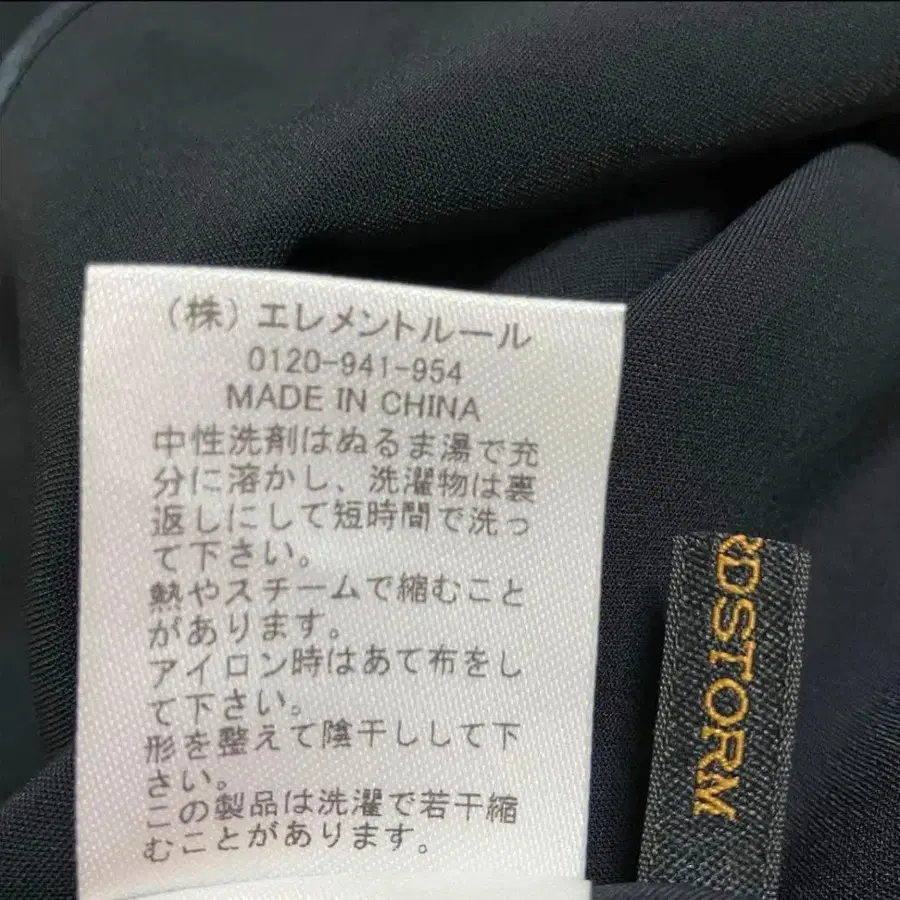 (株) エレメントルール
0120-941-954
MADE IN CHINA
中性洗剤はぬるま湯で充
分に溶かし、洗濯物は裏
返しにして短時間で洗っ
て下さい。
熱やスチームで縮むこと
があります。
アイロン時はあて布をし
て下さい。
形を整えて陰干しして下
さい。
この製品は洗濯で若干縮
むことがあります。
RDSTORM